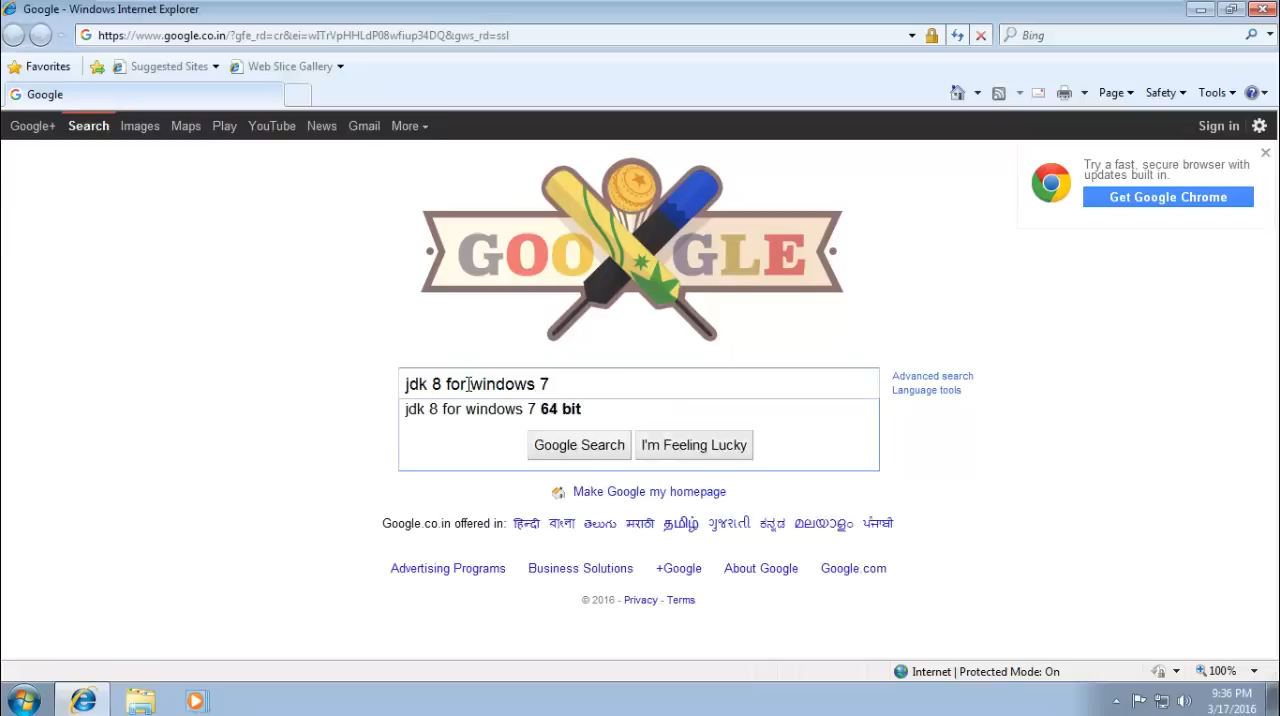 Google - Windows Internet Explorer
https://www.google.co.in/?gfe_rd=cr&ei=wITrVpHHLdP08wfiup34DQ&gws_rd=ssl
Bing
Favorites Suggested Sites Web Slice Gallery
Google
Page Safety Tools
Google+ Search Images Maps Play YouTube News Gmail More
Sign in
Try a fast, secure browser with
updates built in.
Get Google Chrome
GOOGLE
jdk 8 for windows 7
jdk 8 for windows 7 64 bit
Google Search I'm Feeling Lucky
Advanced search
Language tools
Make Google my homepage
Google.co.in offered in: हिन्दी বাংলা తెలుగు मराठी தமிழ் ગુજરાતી ಕನ್ನಡ മലയാളം ਪੰਜਾਬੀ
Advertising Programs Business Solutions +Google About Google Google.com
© 2016 - Privacy - Terms
Internet | Protected Mode: On
100%
9:36 PM
3/17/2016